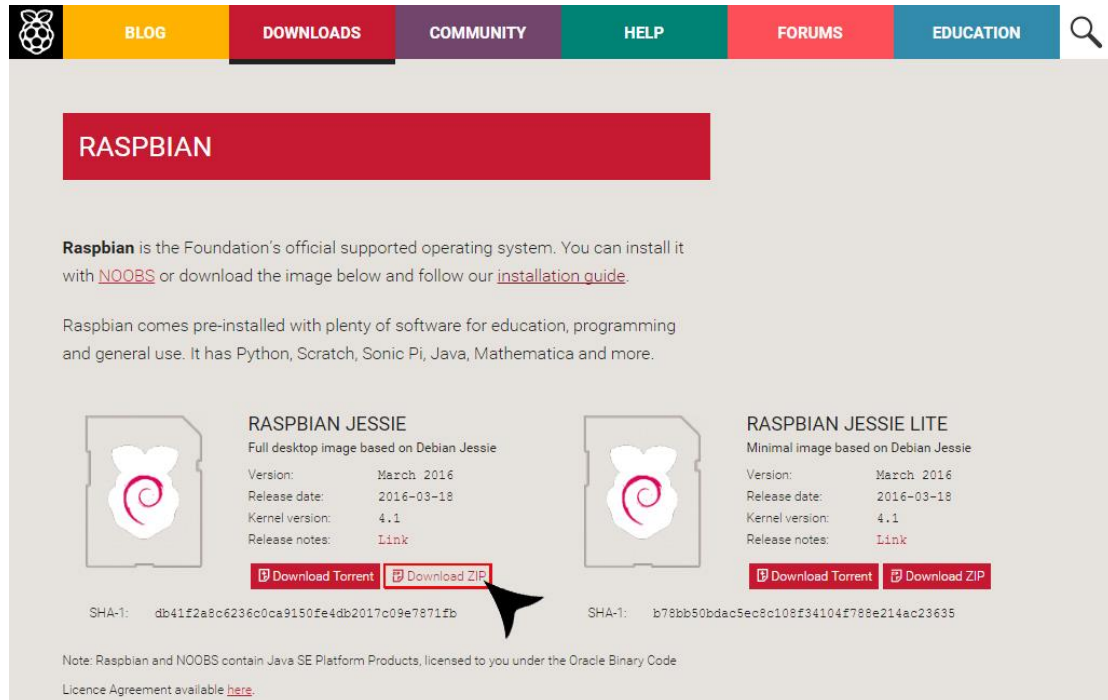 BLOG DOWNLOADS COMMUNITY HELP FORUMS EDUCATION
RASPBIAN
Raspbian is the Foundation's official supported operating system. You can install it
with NOOBS or download the image below and follow our installation guide.
Raspbian comes pre-installed with plenty of software for education, programming
and general use. It has Python, Scratch, Sonic Pi, Java, Mathematica and more.
RASPBIAN JESSIE
Full desktop image based on Debian Jessie
Version: March 2016
Release date: 2016-03-18
Kernel version: 4.1
Release notes: Link
Download Torrent Download ZIP
SHA-1: db41f2a8c6236c0ca9150fe4db2017c09e7871fb
RASPBIAN JESSIE LITE
Minimal image based on Debian Jessie
Version: March 2016
Release date: 2016-03-18
Kernel version: 4.1
Release notes: Link
Download Torrent Download ZIP
SHA-1: b78bb50bdac5ec8c108f34104f788e214ac23635
Note: Raspbian and NOOBS contain Java SE Platform Products, licensed to you under the Oracle Binary Code
Licence Agreement available here.